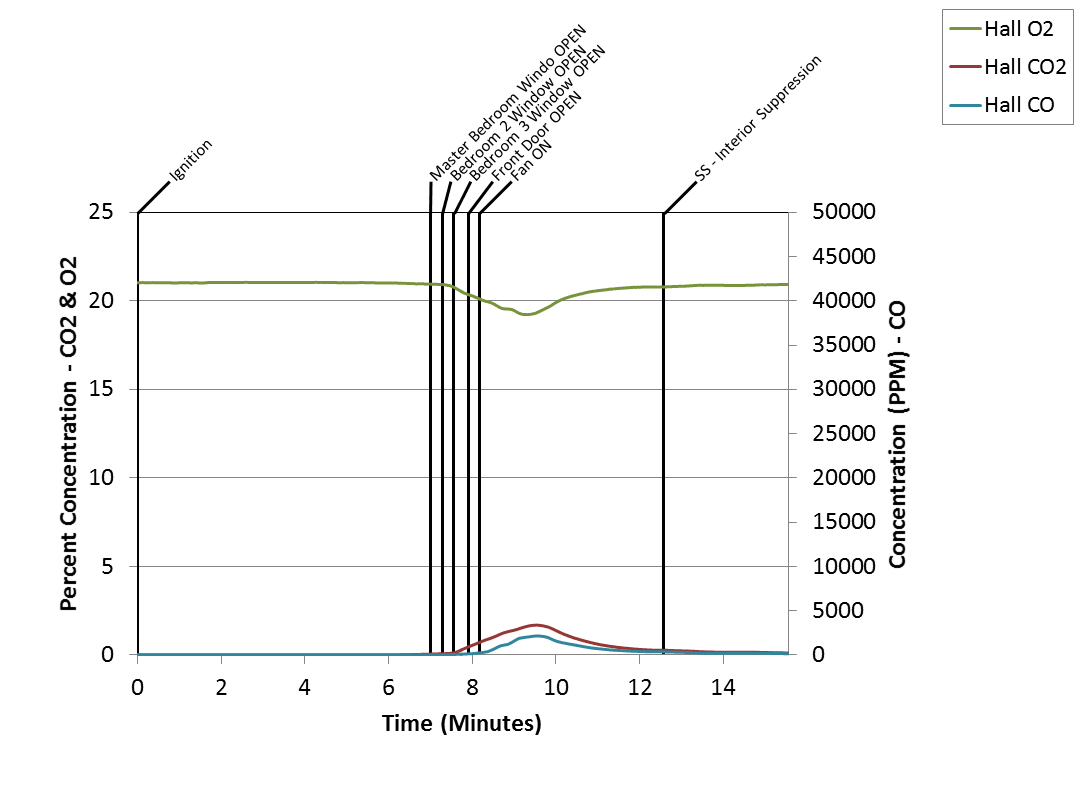 Hall O2
Hall CO2
Hall CO
Ignition
Master Bedroom Windo OPEN
Bedroom 2 Window OPEN
Bedroom 3 Window OPEN
Front Door OPEN
Fan ON
SS - Interior Suppression
Percent Concentration - CO2 & O2
25
20
15
10
5
0
50000
45000
40000
35000
30000
25000
20000
15000
10000
5000
0
Concentration (PPM) - CO
0 2 4 6 8 10 12 14
Time (Minutes)